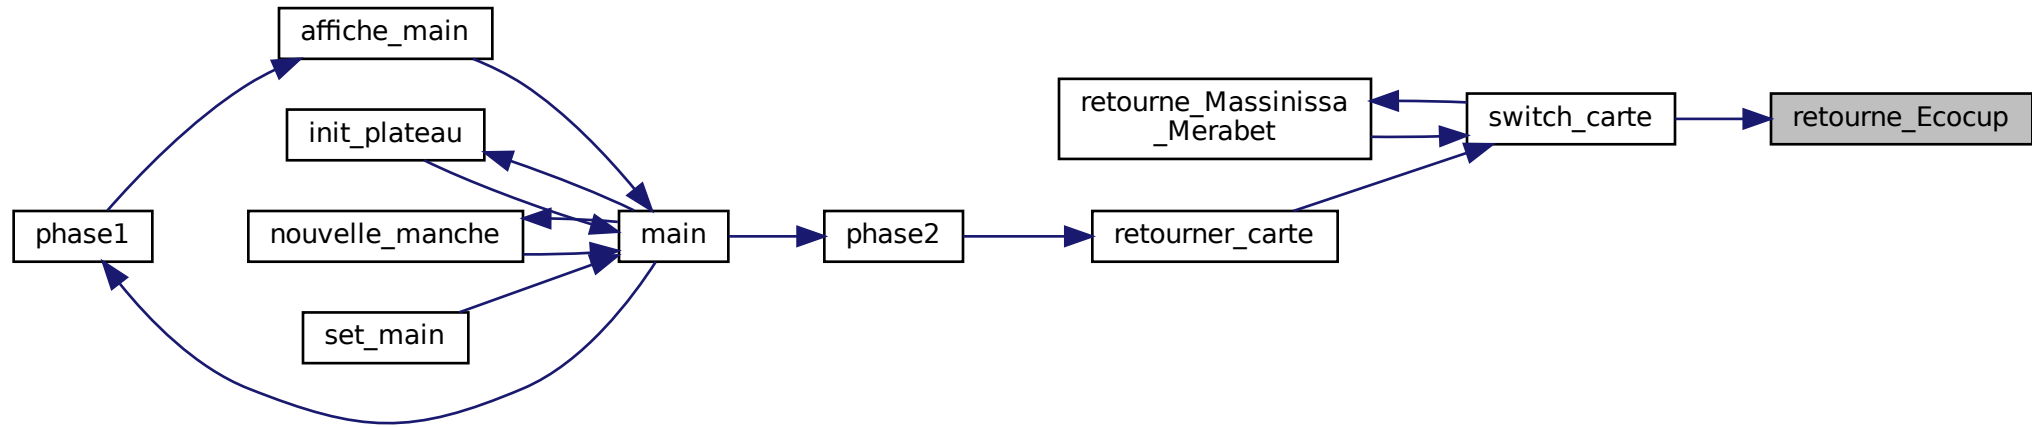 affiche_main
init_plateau
phase1
nouvelle_manche
set_main
main
phase2
retourne_Massinissa
_Merabet
retourner_carte
switch_carte
retourne_Ecocup